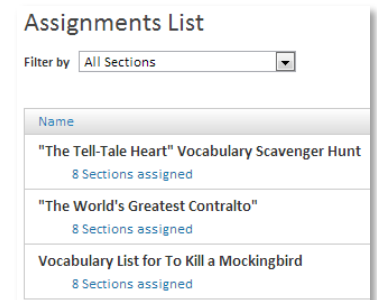 Assignments List
Filter by All Sections
Name
"The Tell-Tale Heart" Vocabulary Scavenger Hunt
8 Sections assigned
"The World's Greatest Contralto"
8 Sections assigned
Vocabulary List for To Kill a Mockingbird
8 Sections assigned